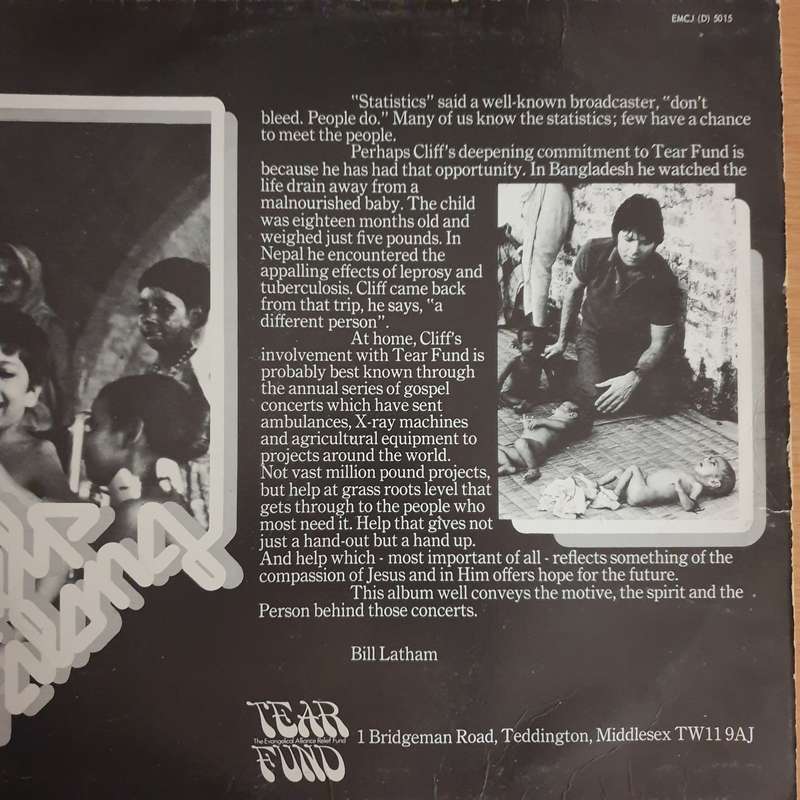 EMCJ (D) 5015
"Statistics" said a well-known broadcaster, "don't
bleed. People do." Many of us know the statistics; few have a chance
to meet the people.
Perhaps Cliff's deepening commitment to Tear Fund is
because he has had that opportunity. In Bangladesh he watched the
life drain away from a
malnourished baby. The child
was eighteen months old and
weighed just five pounds. In
Nepal he encountered the
appalling effects of leprosy and
tuberculosis. Cliff came back
from that trip, he says, "a
different person".
At home, Cliff's
involvement with Tear Fund is
probably best known through
the annual series of gospel
concerts which have sent
ambulances, X-ray machines
and agricultural equipment to
projects around the world.
Not vast million pound projects,
but help at grass roots level that
gets through to the people who
most need it. Help that gives not
just a hand-out but a hand up.
And help which - most important of all - reflects something of the
compassion of Jesus and in Him offers hope for the future.
This album well conveys the motive, the spirit and the
Person behind those concerts.
Bill Latham
TEAR
The Evangelical Alliance Relief Fund
FUND
1 Bridgeman Road, Teddington, Middlesex TW11 9AJ